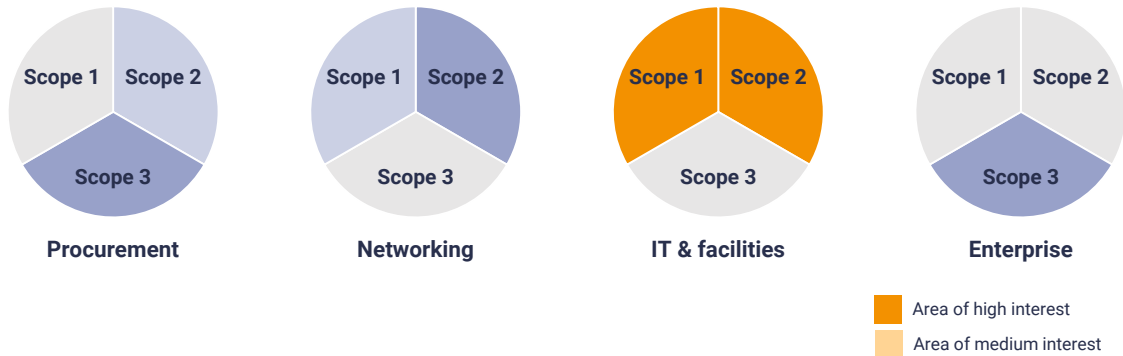 Scope 1
Scope 2
Scope 3
Procurement
Scope 1
Scope 2
Scope 3
Networking
Scope 1
Scope 2
Scope 3
IT & facilities
Scope 1
Scope 2
Scope 3
Enterprise
Area of high interest
Area of medium interest